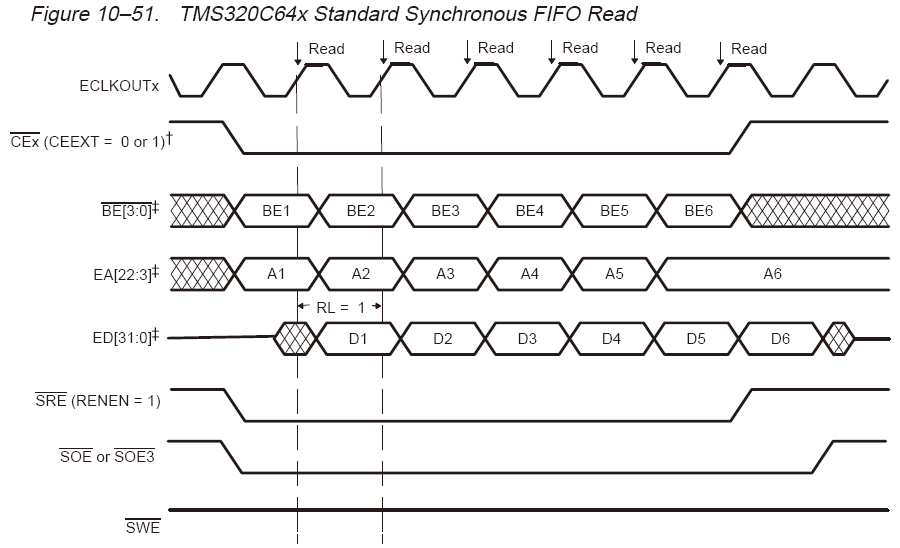 Figure 10–51. TMS320C64x Standard Synchronous FIFO Read
Read Read Read Read Read Read
ECLKOUTx
CEx (CEEXT = 0 or 1)†
BE[3:0]‡ BE1 BE2 BE3 BE4 BE5 BE6
EA[22:3]‡ A1 A2 A3 A4 A5 A6
RL = 1
ED[31:0]‡ D1 D2 D3 D4 D5 D6
SRE (RENEN = 1)
SOE or SOE3
SWE